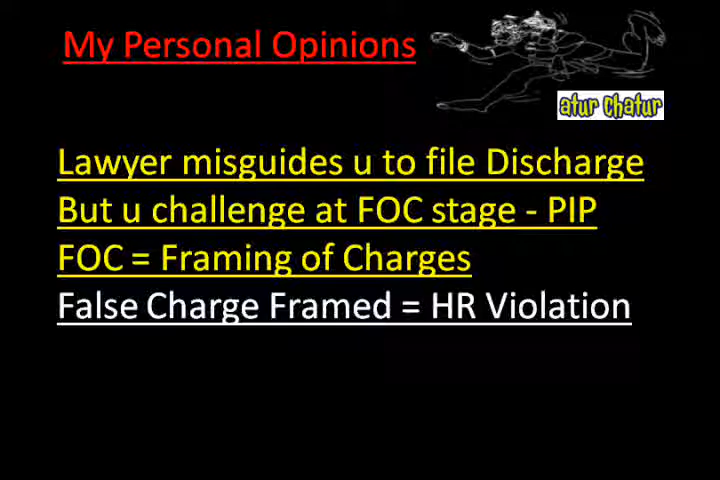 My Personal Opinions
atur chatur
Lawyer misguides u to file Discharge
But u challenge at FOC stage - PIP
FOC = Framing of Charges
False Charge Framed = HR Violation